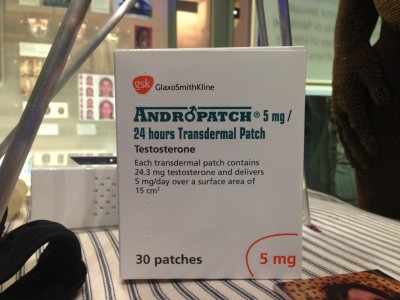 gsk GlaxoSmithKline
ANDROPATCH® 5 mg/
24 hours Transdermal Patch
Testosterone
Each transdermal patch contains
24.3 mg testosterone and delivers
5 mg/day over a surface area of
15 cm²
30 patches
5 mg